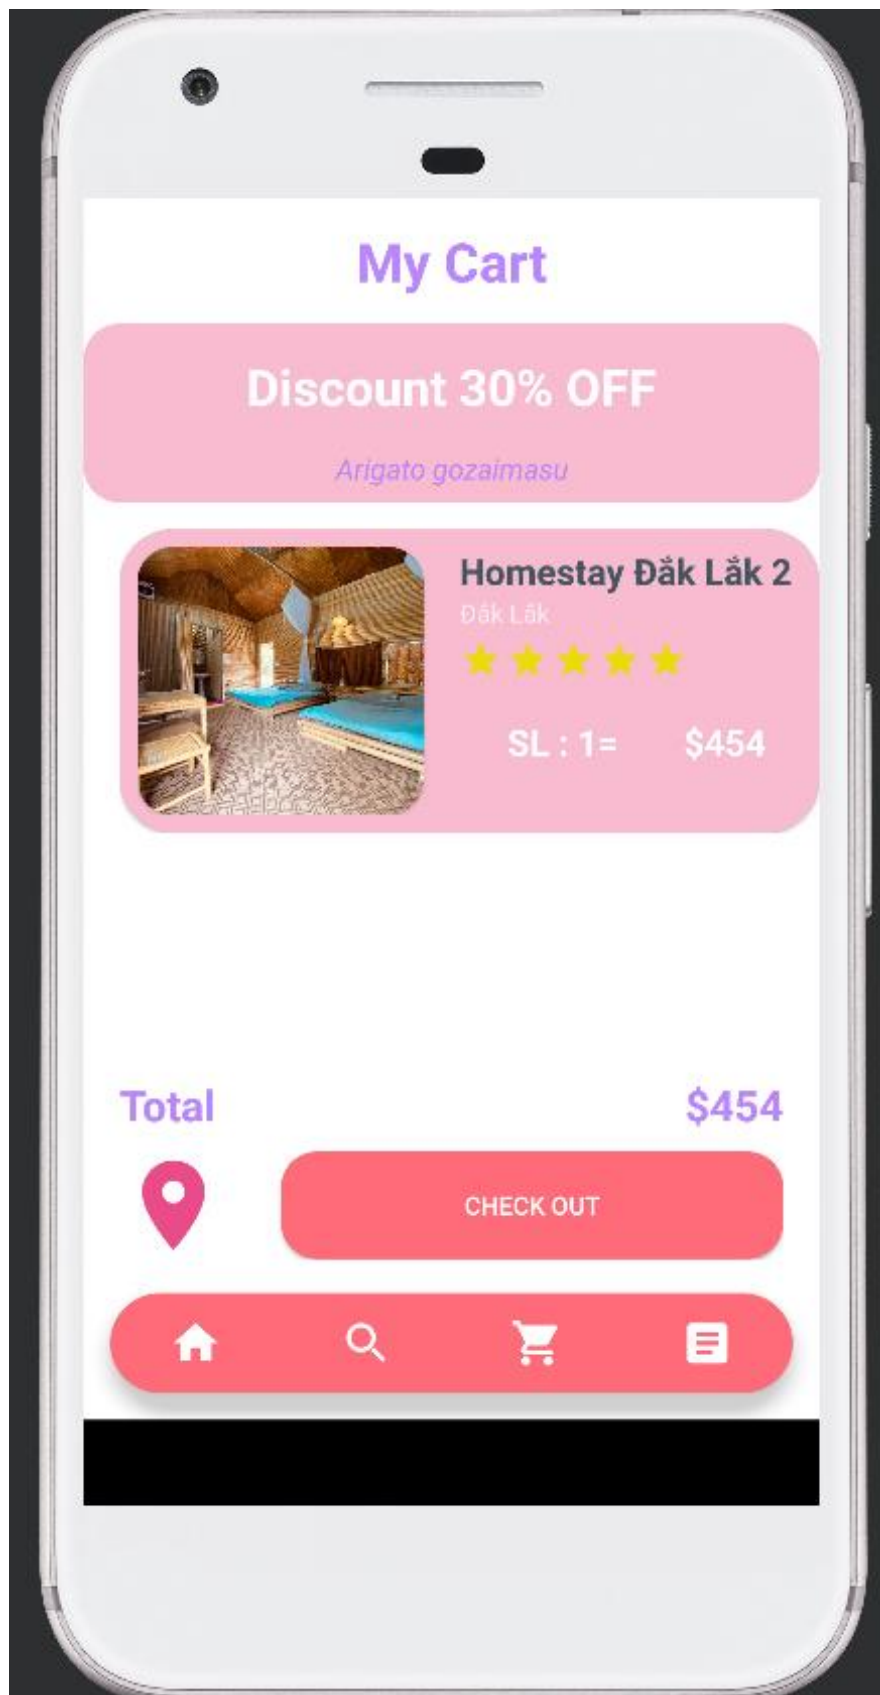 My Cart
Discount 30% OFF
Arigato gozaimasu
Homestay Đắk Lắk 2
Đắk Lắk
SL : 1= $454
Total $454
CHECK OUT